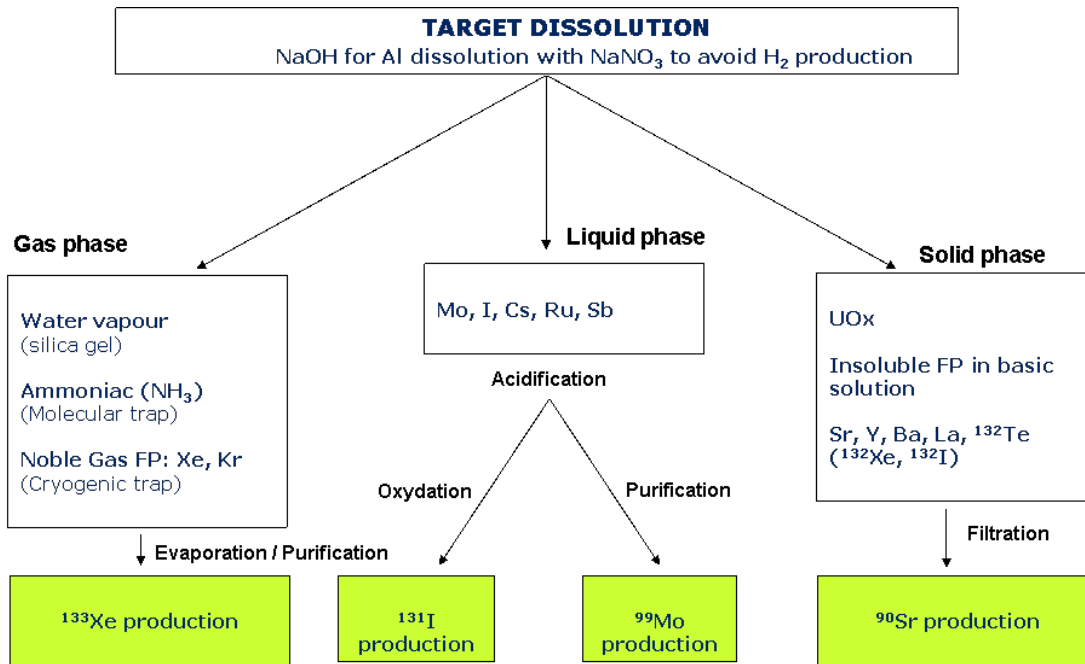 TARGET DISSOLUTION
NaOH for Al dissolution with NaNO₃ to avoid H₂ production
Gas phase
Liquid phase
Solid phase
Water vapour
(silica gel)
Ammoniac (NH₃)
(Molecular trap)
Noble Gas FP: Xe, Kr
(Cryogenic trap)
Mo, I, Cs, Ru, Sb
UOx
Insoluble FP in basic
solution
Sr, Y, Ba, La, ¹³²Te
(¹³²Xe, ¹³²I)
Acidification
Oxydation
Purification
Evaporation / Purification
Filtration
¹³³Xe production
¹³¹I
production
⁹⁹Mo
production
⁹⁰Sr production